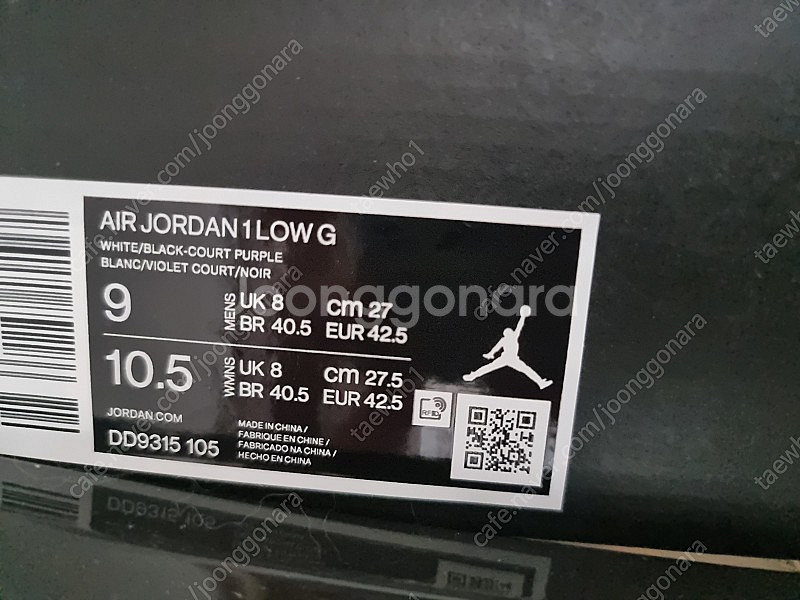 AIR JORDAN 1 LOW G
WHITE/BLACK-COURT PURPLE
BLANC/VIOLET COURT/NOIR
9 MENS UK 8 cm 27
BR 40.5 EUR 42.5
10.5 WMNS UK 8 cm 27.5
BR 40.5 EUR 42.5
RFID
JORDAN.COM
DD9315 105
MADE IN CHINA /
FABRIQUE EN CHINE /
FABRICADO NA CHINA /
HECHO EN CHINA
DD9315 105
Joonggonara
cafe.naver.com/joonggonara
taewho1